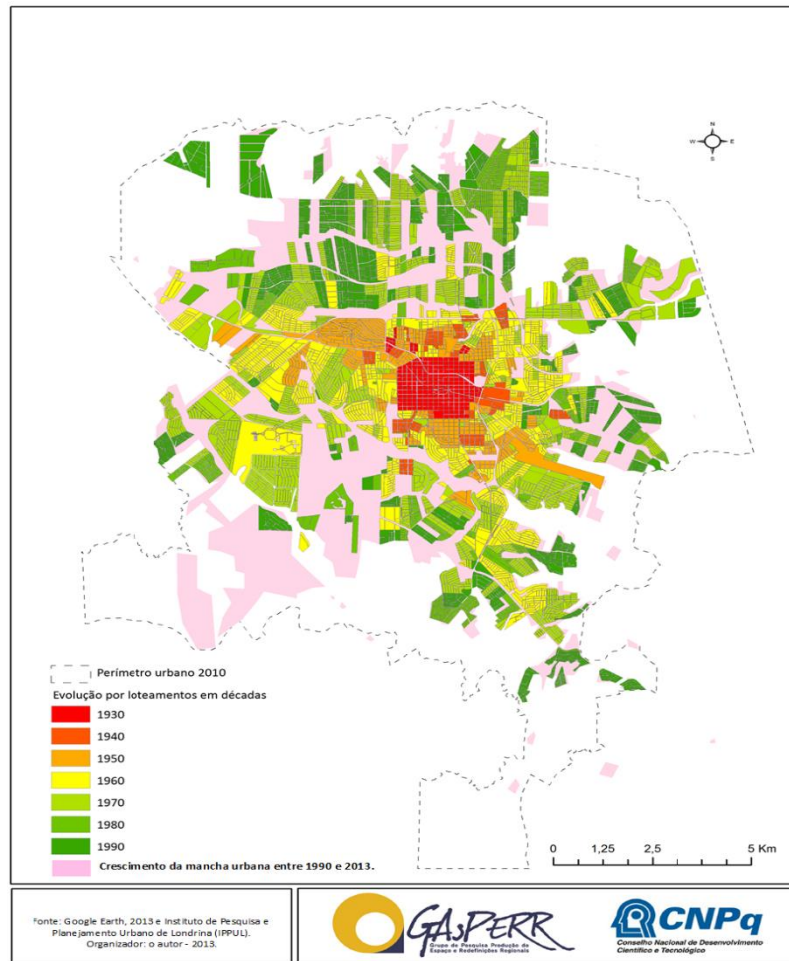 N
W E
S
Perímetro urbano 2010
Evolução por loteamentos em décadas
1930
1940
1950
1960
1970
1980
1990
Crescimento da mancha urbana entre 1990 e 2013.
0 1,25 2,5 5 Km
Fonte: Google Earth, 2013 e Instituto de Pesquisa e
Planejamento Urbano de Londrina (IPPUL).
Organizador: o autor - 2013.
GAsPERR
Grupo de Pesquisa Produção do
Espaço e Redefinições Regionais
CNPq
Conselho Nacional de Desenvolvimento
Científico e Tecnológico